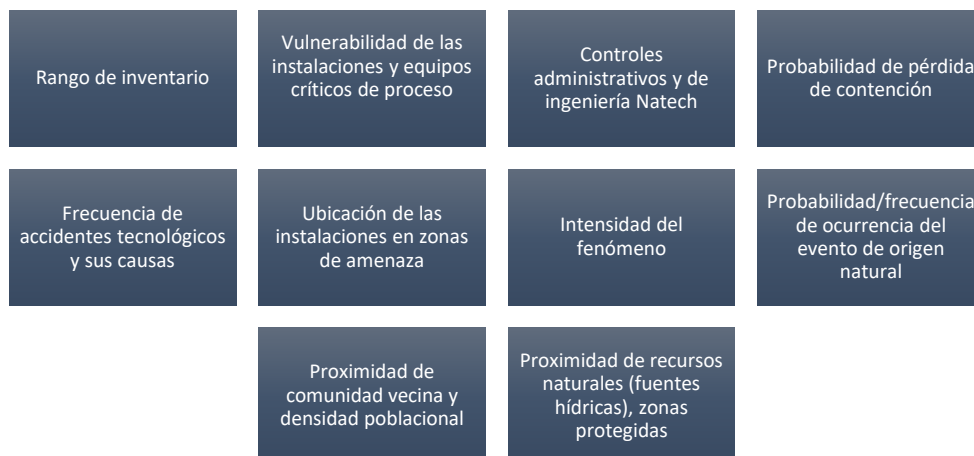 Rango de inventario
Vulnerabilidad de las
instalaciones y equipos
críticos de proceso
Controles
administrativos y de
ingeniería Natech
Probabilidad de pérdida
de contención
Frecuencia de
accidentes tecnológicos
y sus causas
Ubicación de las
instalaciones en zonas
de amenaza
Intensidad del
fenómeno
Probabilidad/frecuencia
de ocurrencia del
evento de origen
natural
Proximidad de
comunidad vecina y
densidad poblacional
Proximidad de recursos
naturales (fuentes
hídricas), zonas
protegidas